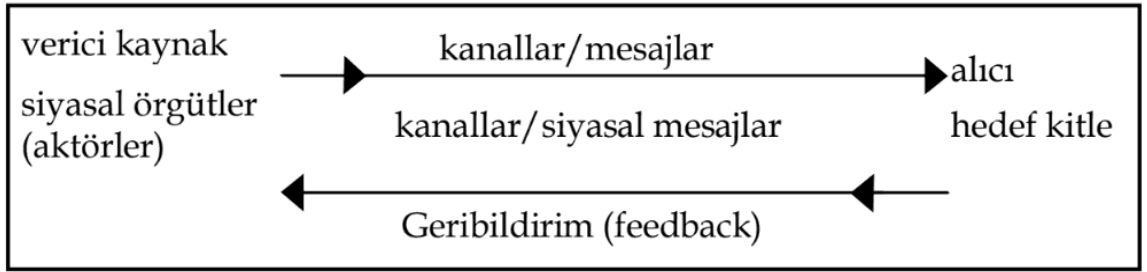 verici kaynak
kanallar/mesajlar
alıcı
siyasal örgütler
(aktörler)
kanallar/siyasal mesajlar
hedef kitle
Geribildirim (feedback)